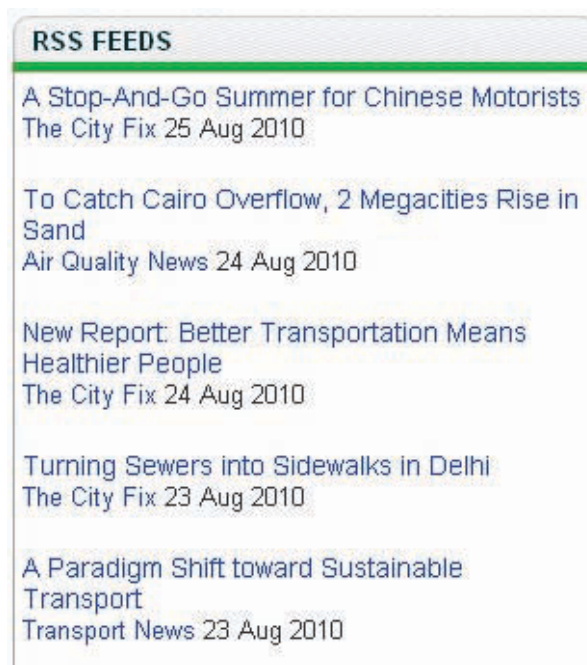 RSS FEEDS
A Stop-And-Go Summer for Chinese Motorists
The City Fix 25 Aug 2010
To Catch Cairo Overflow, 2 Megacities Rise in
Sand
Air Quality News 24 Aug 2010
New Report: Better Transportation Means
Healthier People
The City Fix 24 Aug 2010
Turning Sewers into Sidewalks in Delhi
The City Fix 23 Aug 2010
A Paradigm Shift toward Sustainable
Transport
Transport News 23 Aug 2010